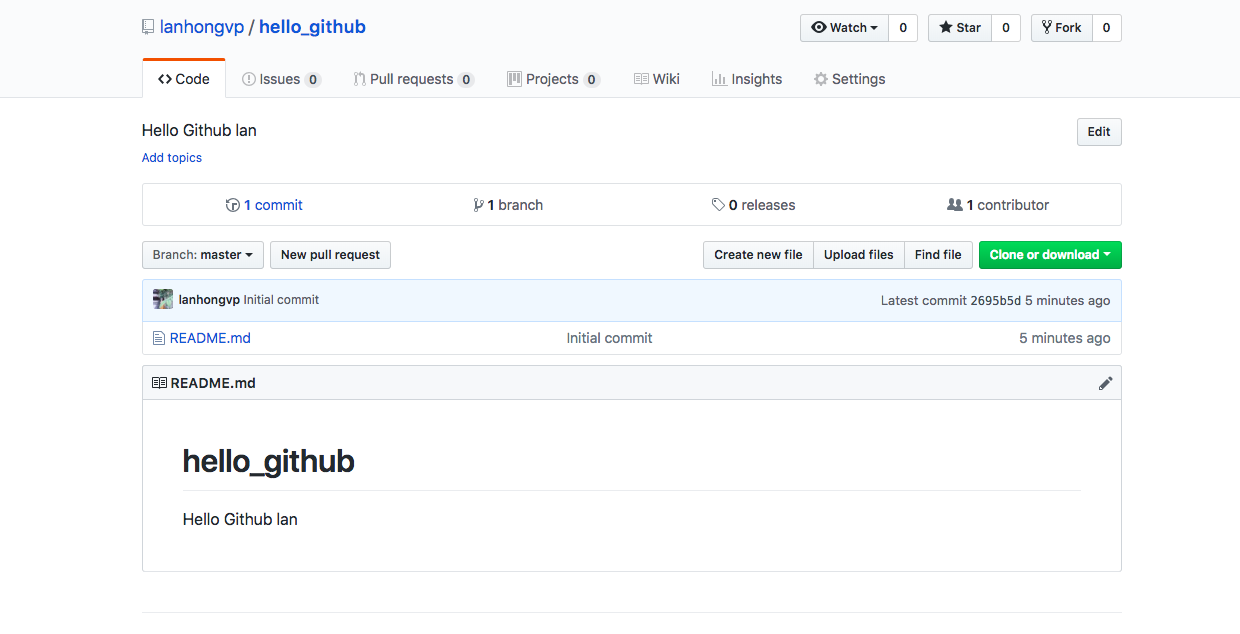 lanhongvp / hello_github
Watch 0 Star 0 Fork 0
Code Issues 0 Pull requests 0 Projects 0 Wiki Insights Settings
Hello Github lan
Edit
Add topics
1 commit 1 branch 0 releases 1 contributor
Branch: master New pull request Create new file Upload files Find file Clone or download
lanhongvp Initial commit Latest commit 2695b5d 5 minutes ago
README.md Initial commit 5 minutes ago
README.md
hello_github
Hello Github lan